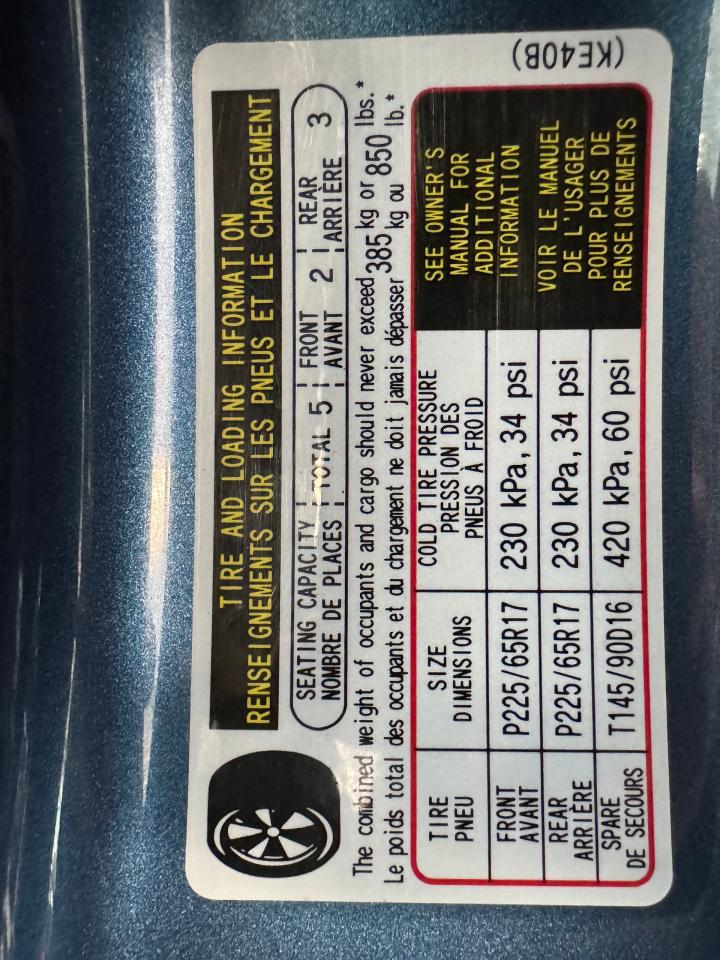 TIRE AND LOADING INFORMATION
RENSEIGNEMENTS SUR LES PNEUS ET LE CHARGEMENT
SEATING CAPACITY TOTAL 5 FRONT 2 REAR 3
NOMBRE DE PLACES AVANT ARRIÈRE
The combined weight of occupants and cargo should never exceed 385 kg or 850 lbs.*
Le poids total des occupants et du chargement ne doit jamais dépasser kg ou lb.*
TIRE SIZE COLD TIRE PRESSURE
PNEU DIMENSIONS PRESSION DES
PNEUS À FROID
FRONT P225/65R17 230 kPa, 34 psi
AVANT
REAR P225/65R17 230 kPa, 34 psi
ARRIÈRE
SPARE T145/90D16 420 kPa, 60 psi
DE SECOURS
SEE OWNER'S
MANUAL FOR
ADDITIONAL
INFORMATION
VOIR LE MANUEL
DE L'USAGER
POUR PLUS DE
RENSEIGNEMENTS
(KE40B)